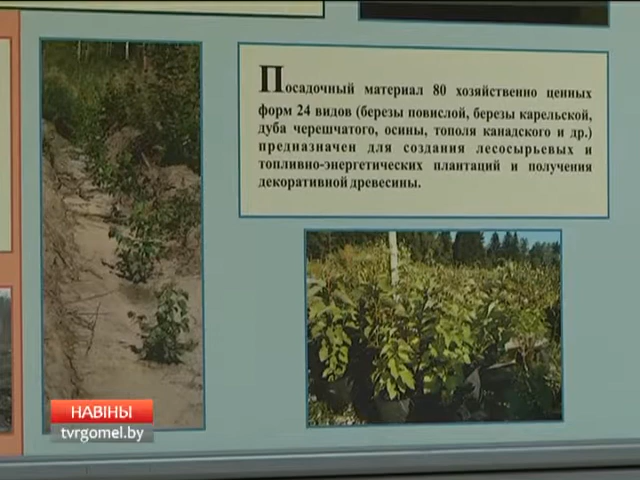 Посадочный материал 80 хозяйственно ценных
форм 24 видов (березы повислой, березы карельской,
дуба черешчатого, осины, тополя канадского и др.)
предназначен для создания лесосырьевых и
топливно-энергетических плантаций и получения
декоративной древесины.
НАВІНЫ
tvrgomel.by